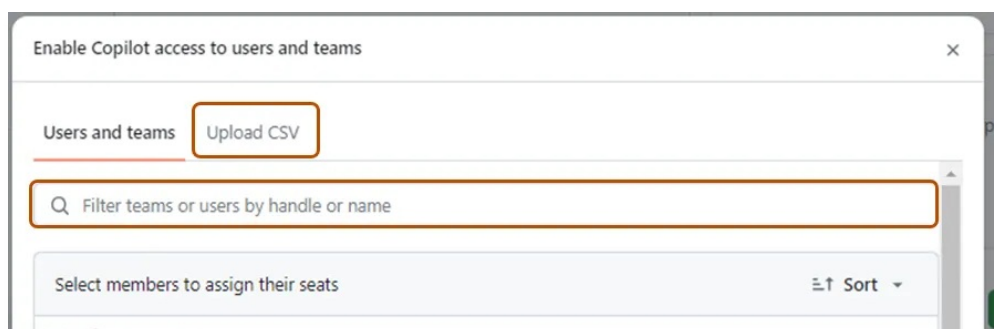 Enable Copilot access to users and teams
Users and teams
Upload CSV
Filter teams or users by handle or name
Select members to assign their seats
Sort